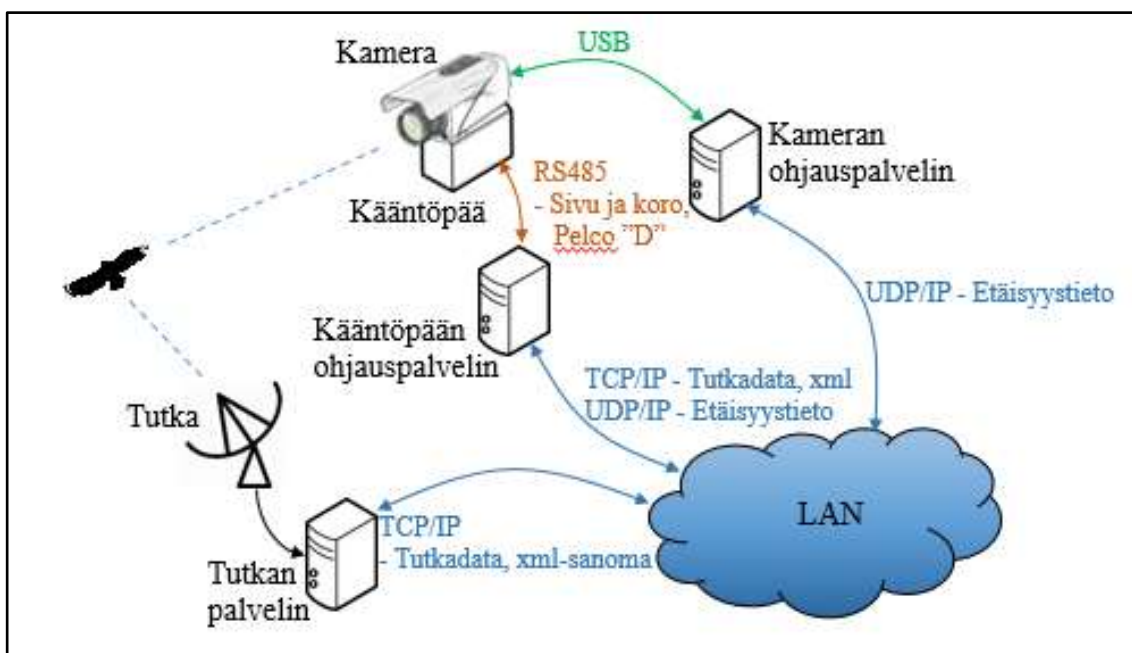 Kamera
USB
Kameran
ohjauspalvelin
RS485
- Sivu ja koro,
Pelco ”D”
Kääntöpää
UDP/IP - Etäisyystieto
Kääntöpään
ohjauspalvelin
TCP/IP - Tutkadata, xml
UDP/IP - Etäisyystieto
Tutka
LAN
TCP/IP
- Tutkadata, xml-sanoma
Tutkan
palvelin